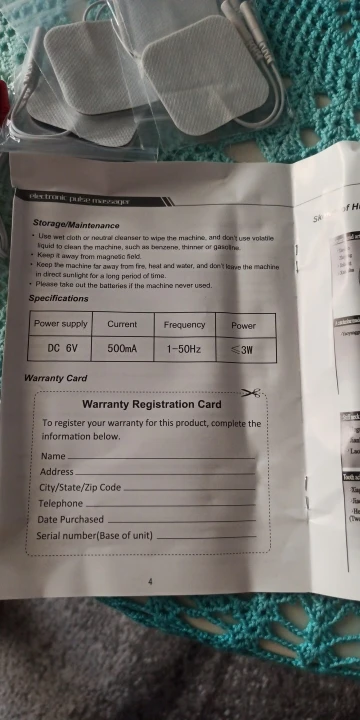 electronic pulse massager
Storage/Maintenance
• Use wet cloth or neutral cleanser to wipe the machine, and don't use volatile
liquid to clean the machine, such as benzene, thinner or gasoline.
• Keep it away from magnetic field.
• Keep the machine far away from fire, heat and water, and don't leave the machine
in direct sunlight for a long period of time.
• Please take out the batteries if the machine never used.
Specifications
Power supply Current Frequency Power
DC 6V 500mA 1-50Hz ≤3W
Warranty Card
Warranty Registration Card
To register your warranty for this product, complete the
information below.
Name
Address
City/State/Zip Code
Telephone
Date Purchased
Serial number(Base of unit)
4